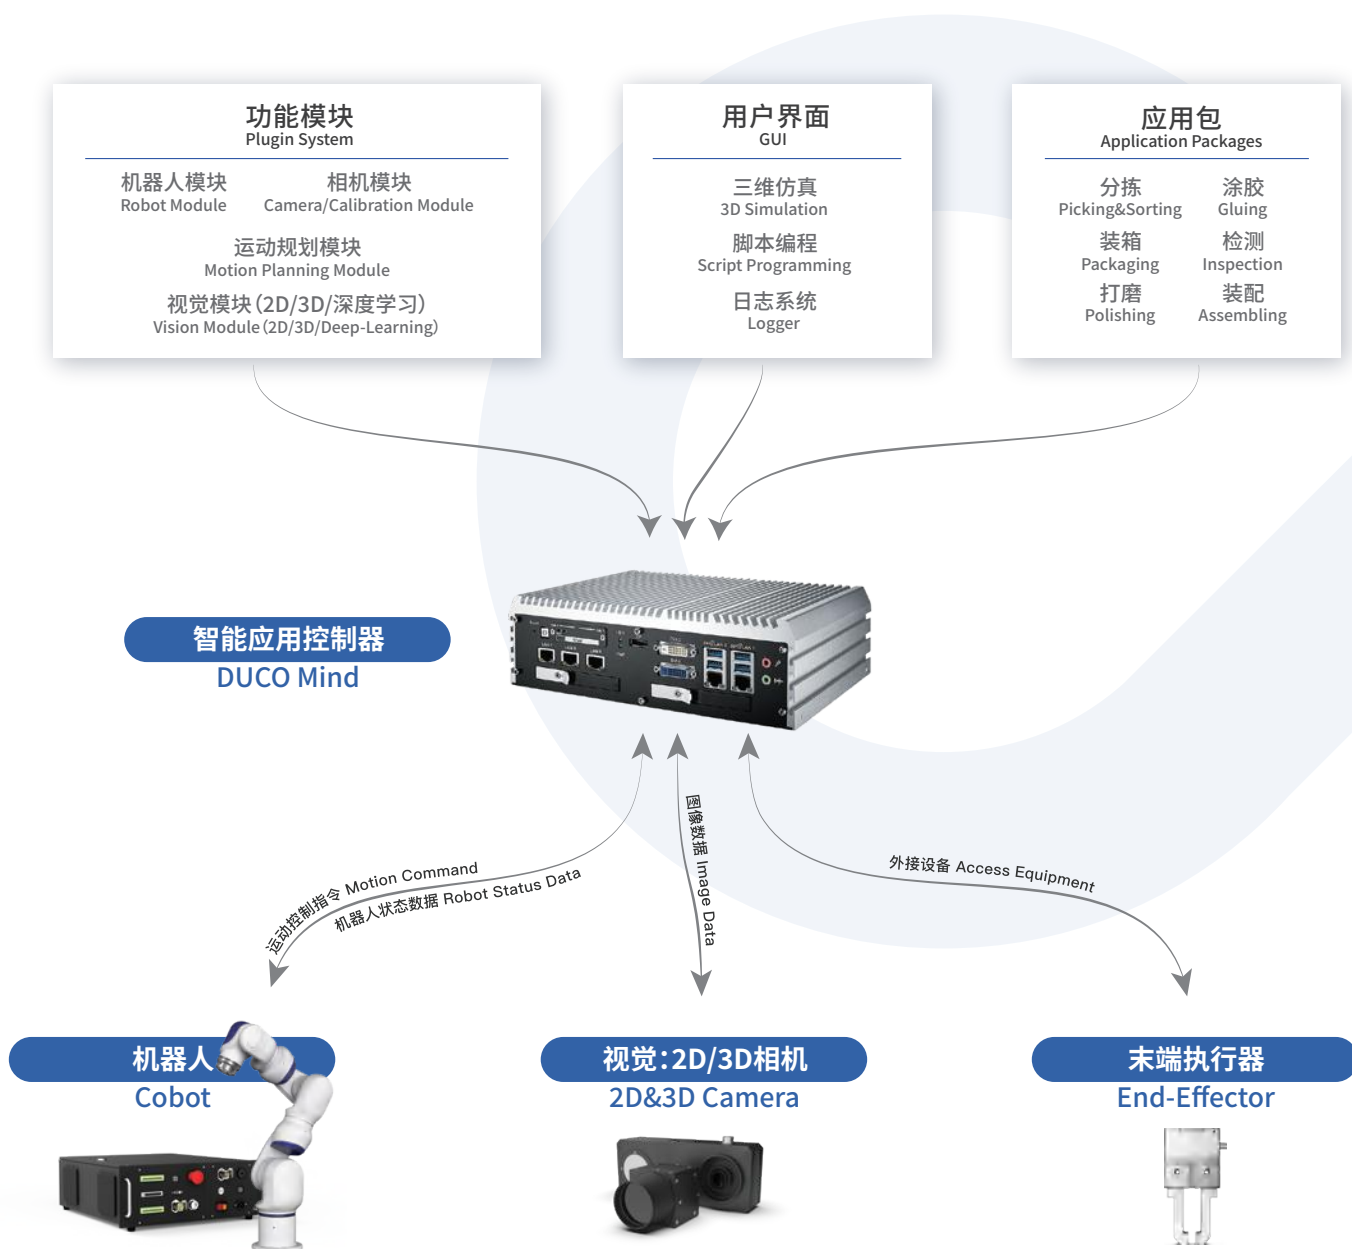 功能模块
Plugin System
机器人模块
Robot Module
相机模块
Camera/Calibration Module
运动规划模块
Motion Planning Module
视觉模块(2D/3D/深度学习)
Vision Module(2D/3D/Deep-Learning)
用户界面
GUI
三维仿真
3D Simulation
脚本编程
Script Programming
日志系统
Logger
应用包
Application Packages
分拣
Picking&Sorting
涂胶
Gluing
装箱
Packaging
检测
Inspection
打磨
Polishing
装配
Assembling
智能应用控制器
DUCO Mind
运动控制指令 Motion Command
机器人状态数据 Robot Status Data
图像数据 Image Data
外接设备 Access Equipment
机器人
Cobot
视觉:2D/3D相机
2D&3D Camera
末端执行器
End-Effector